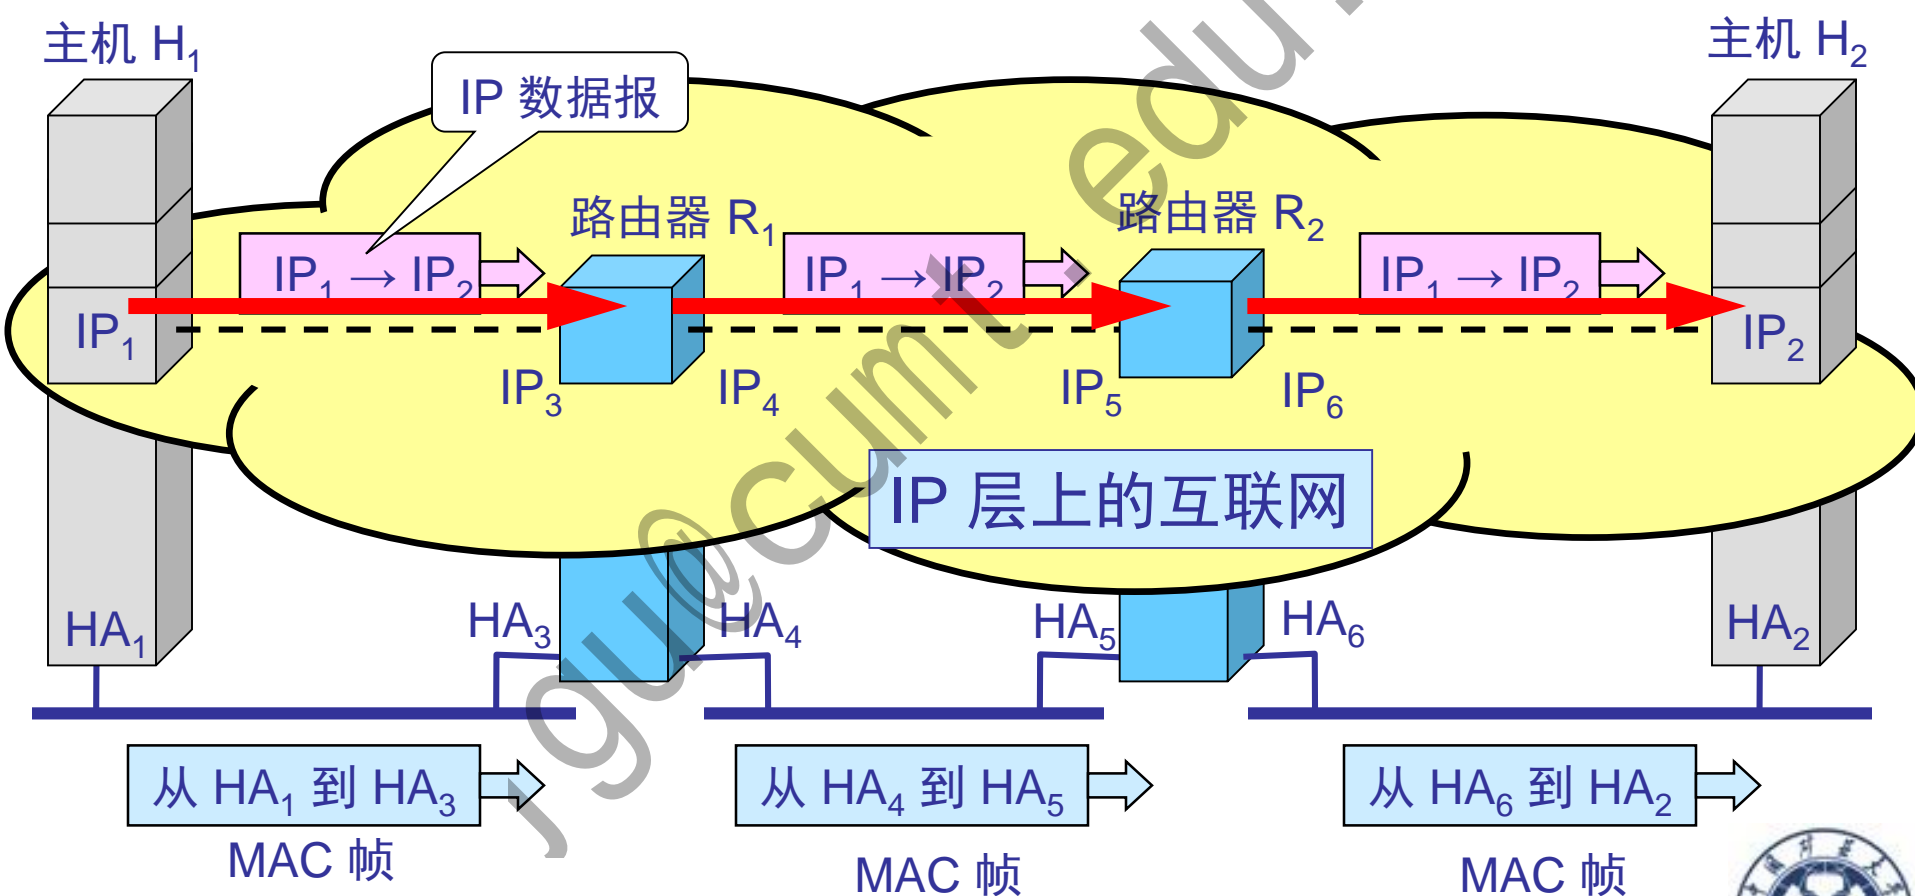 主机 H₁
主机 H₂
IP 数据报
路由器 R₁
路由器 R₂
IP₁ → IP₂
IP₁ → IP₂
IP₁ → IP₂
IP₁
IP₂
IP₃
IP₄
IP₅
IP₆
IP 层上的互联网
HA₁
HA₃
HA₄
HA₅
HA₆
HA₂
从 HA₁ 到 HA₃
从 HA₄ 到 HA₅
从 HA₆ 到 HA₂
MAC 帧
MAC 帧
MAC 帧
jgu@cumt.edu.